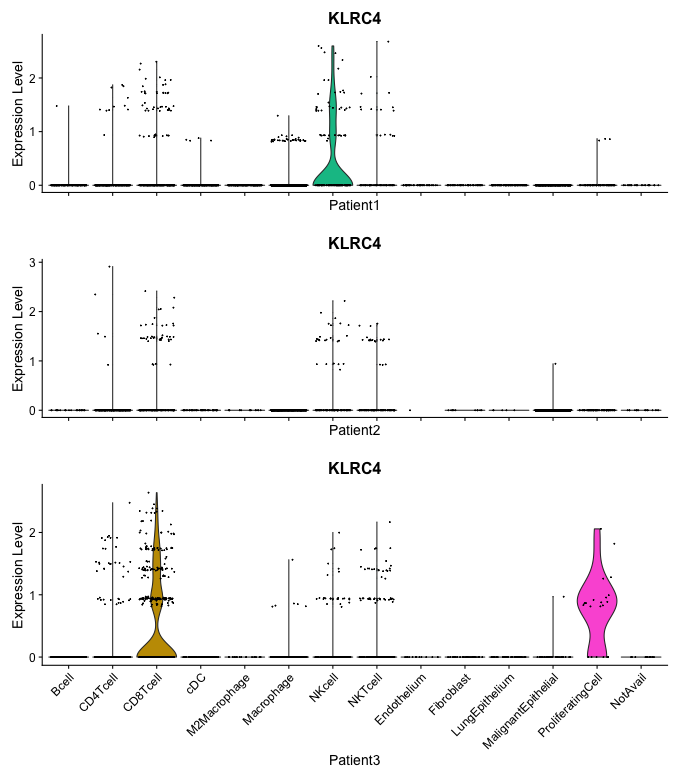 KLRC4
Expression Level
2
1
0
Patient1
KLRC4
Expression Level
3
2
1
0
Patient2
KLRC4
Expression Level
2
1
0
Bcell
CD4Tcell
CD8Tcell
cDC
M2Macrophage
Macrophage
NKcell
NKTcell
Endothelium
Fibroblast
LungEpithelium
MalignantEpithelial
ProliferatingCell
NotAvail
Patient3